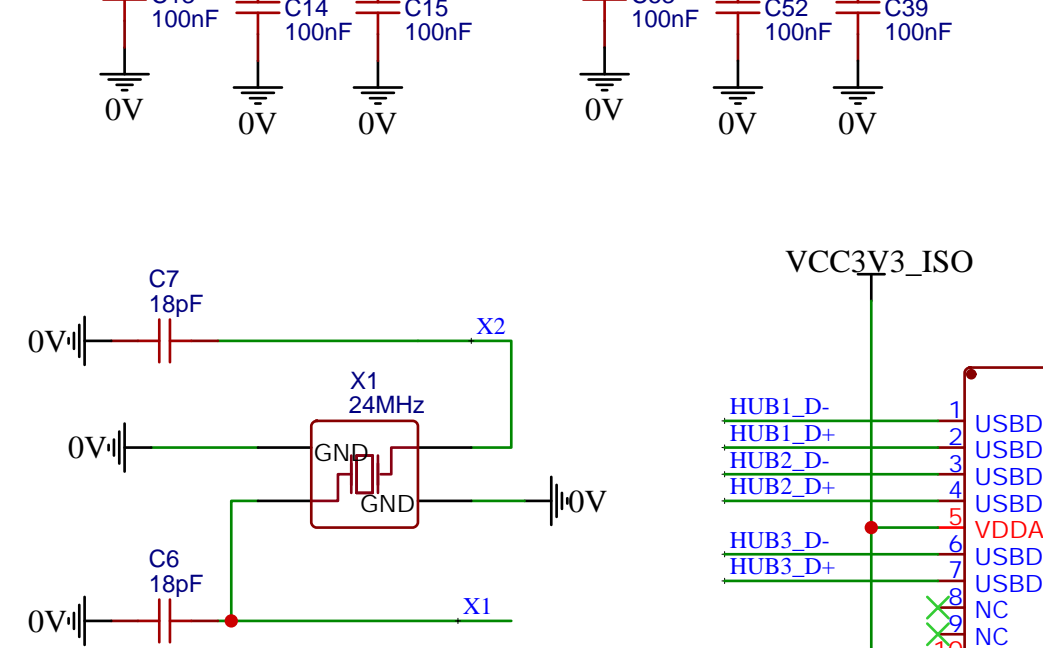 C14
C15
C52
C39
100nF
100nF
100nF
100nF
100nF
100nF
0V
0V
0V
0V
0V
0V
VCC3V3_ISO
C7
18pF
0V
X2
X1
24MHz
0V
GND
GND
0V
C6
18pF
0V
X1
HUB1_D-
1
USBD
HUB1_D+
2
USBD
HUB2_D-
3
USBD
HUB2_D+
4
USBD
5
VDDA
HUB3_D-
6
USBD
HUB3_D+
7
USBD
8
NC
9
NC
10